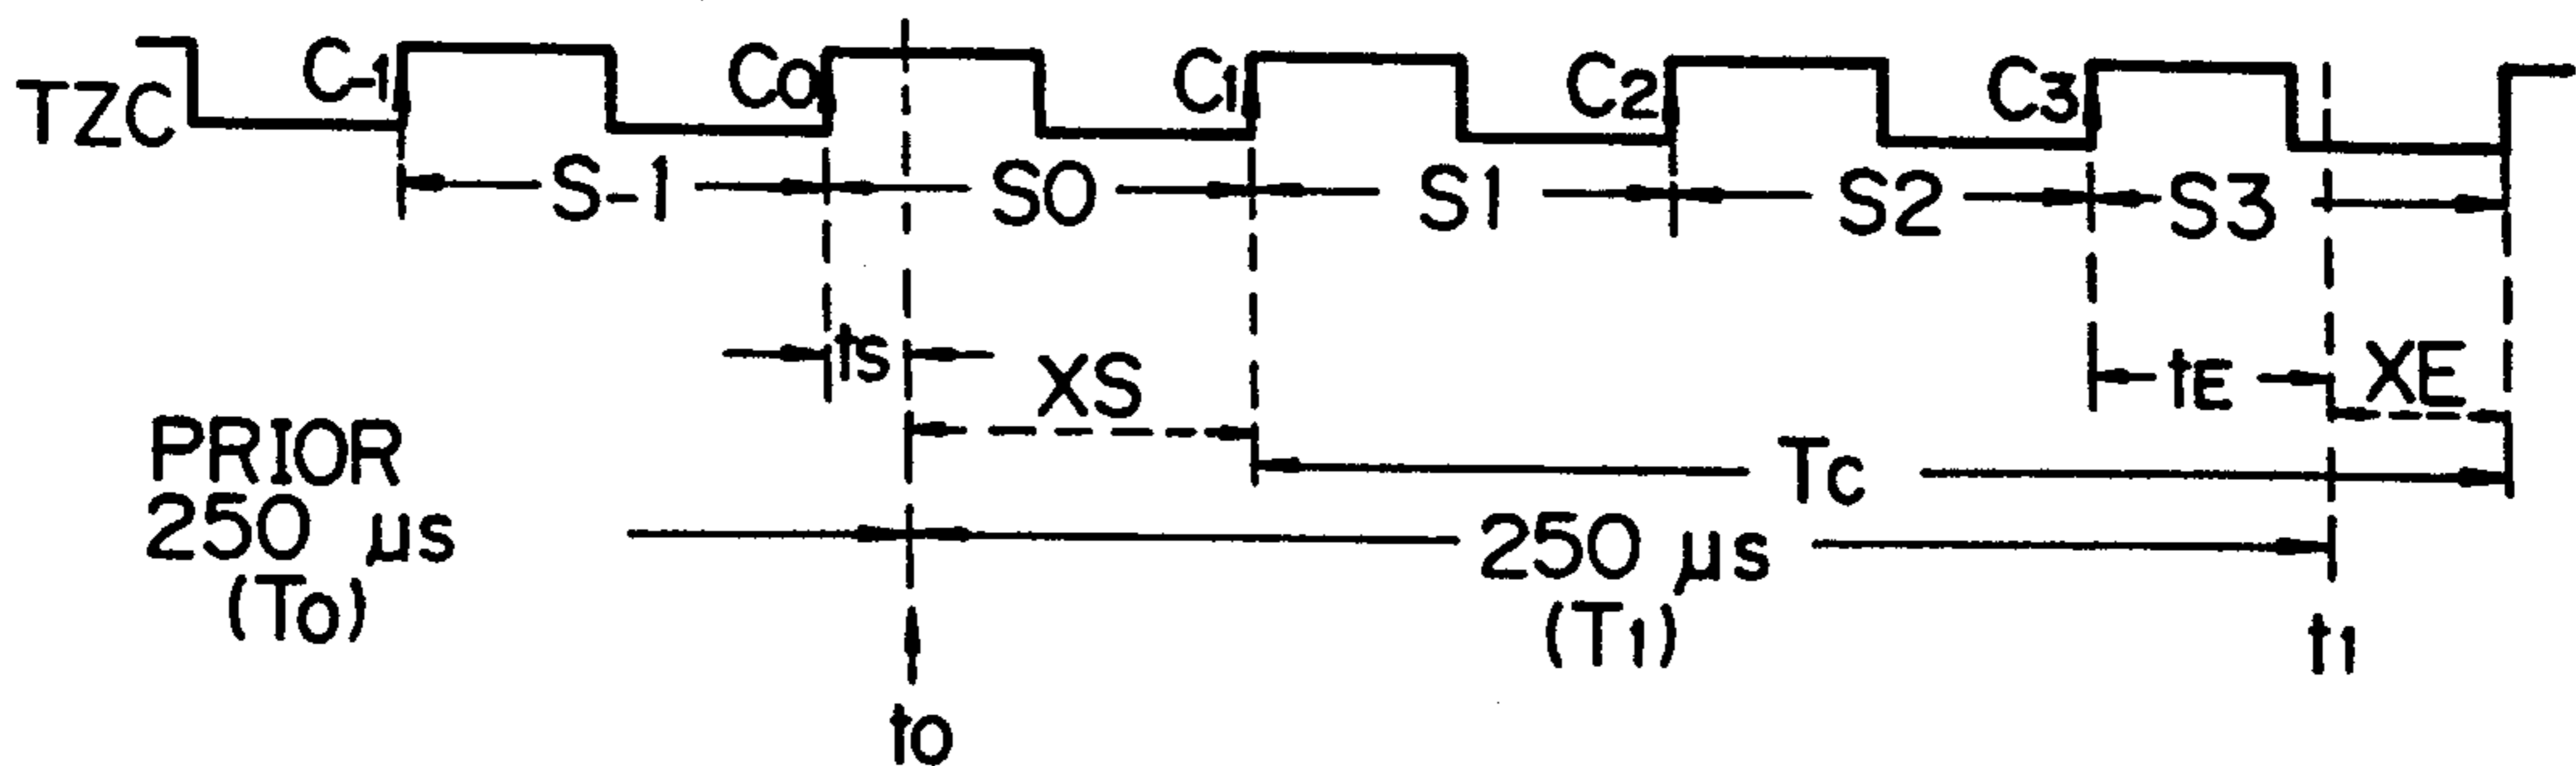 TZC C-1 C0 C1 C2 C3
S-1 S0 S1 S2 S3
ts XS tE XE
Tc
PRIOR
250 µs
(T0)
250 µs
(T1)
t0
t1